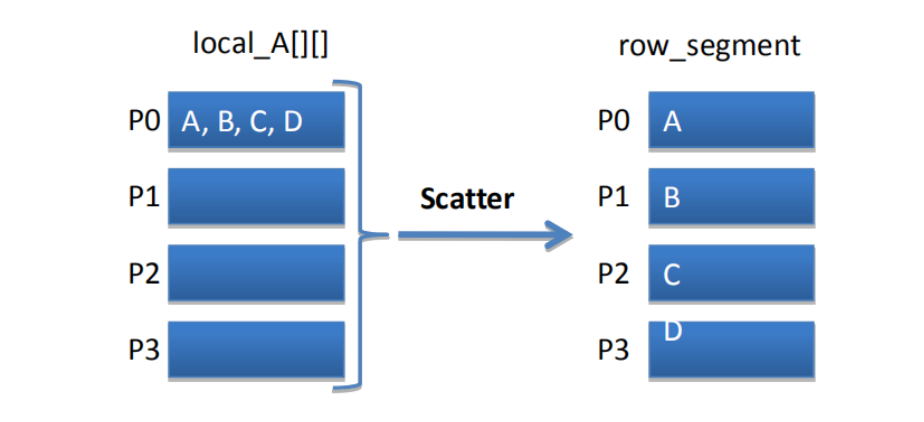 local_A[][]
row_segment
P0 A, B, C, D
P0 A
P1
Scatter
P1 B
P2
P2 C
P3
P3 D